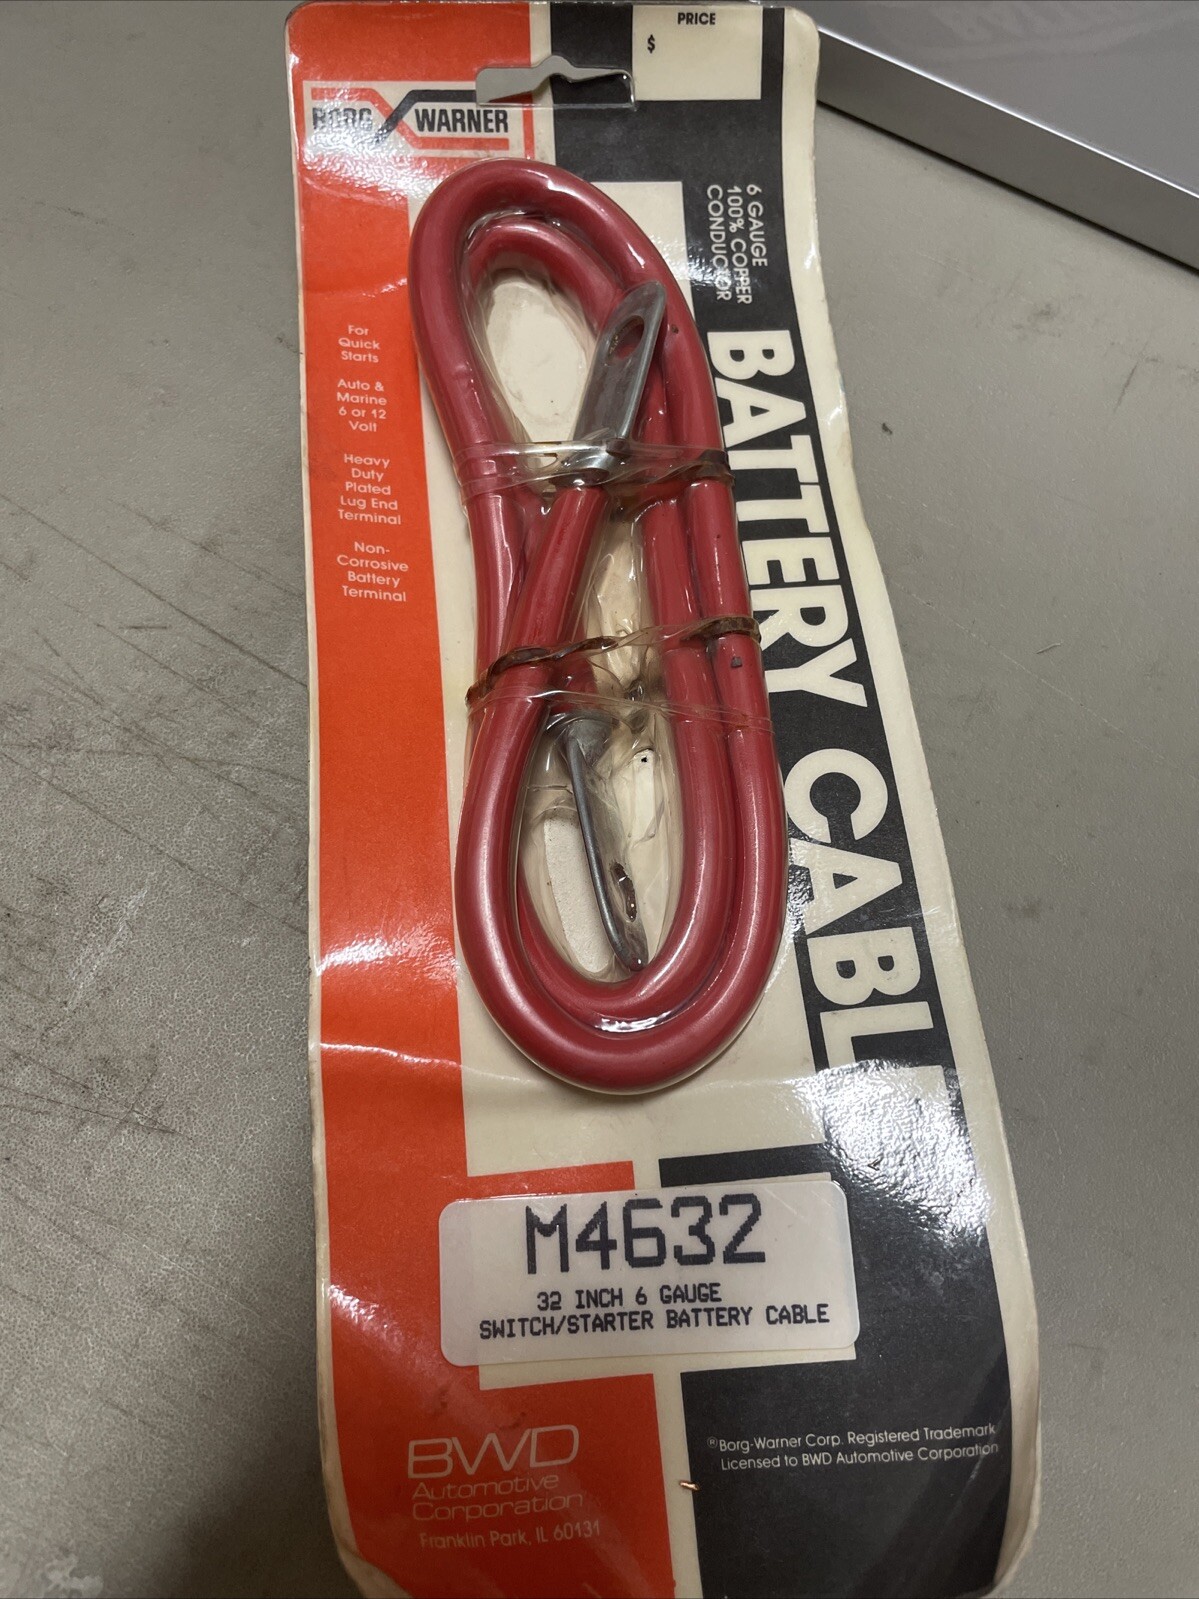 PRICE
$
BORG WARNER
6 GAUGE
100% COPPER
CONDUCTOR
BATTERY CABLE
For
Quick
Starts
Auto &
Marine
6 or 12
Volt
Heavy
Duty
Plated
Lug End
Terminal
Non-
Corrosive
Battery
Terminal
M4632
32 INCH 6 GAUGE
SWITCH/STARTER BATTERY CABLE
BWD
Automotive
Corporation
Franklin Park, IL 60131
®Borg-Warner Corp. Registered Trademark
Licensed to BWD Automotive Corporation